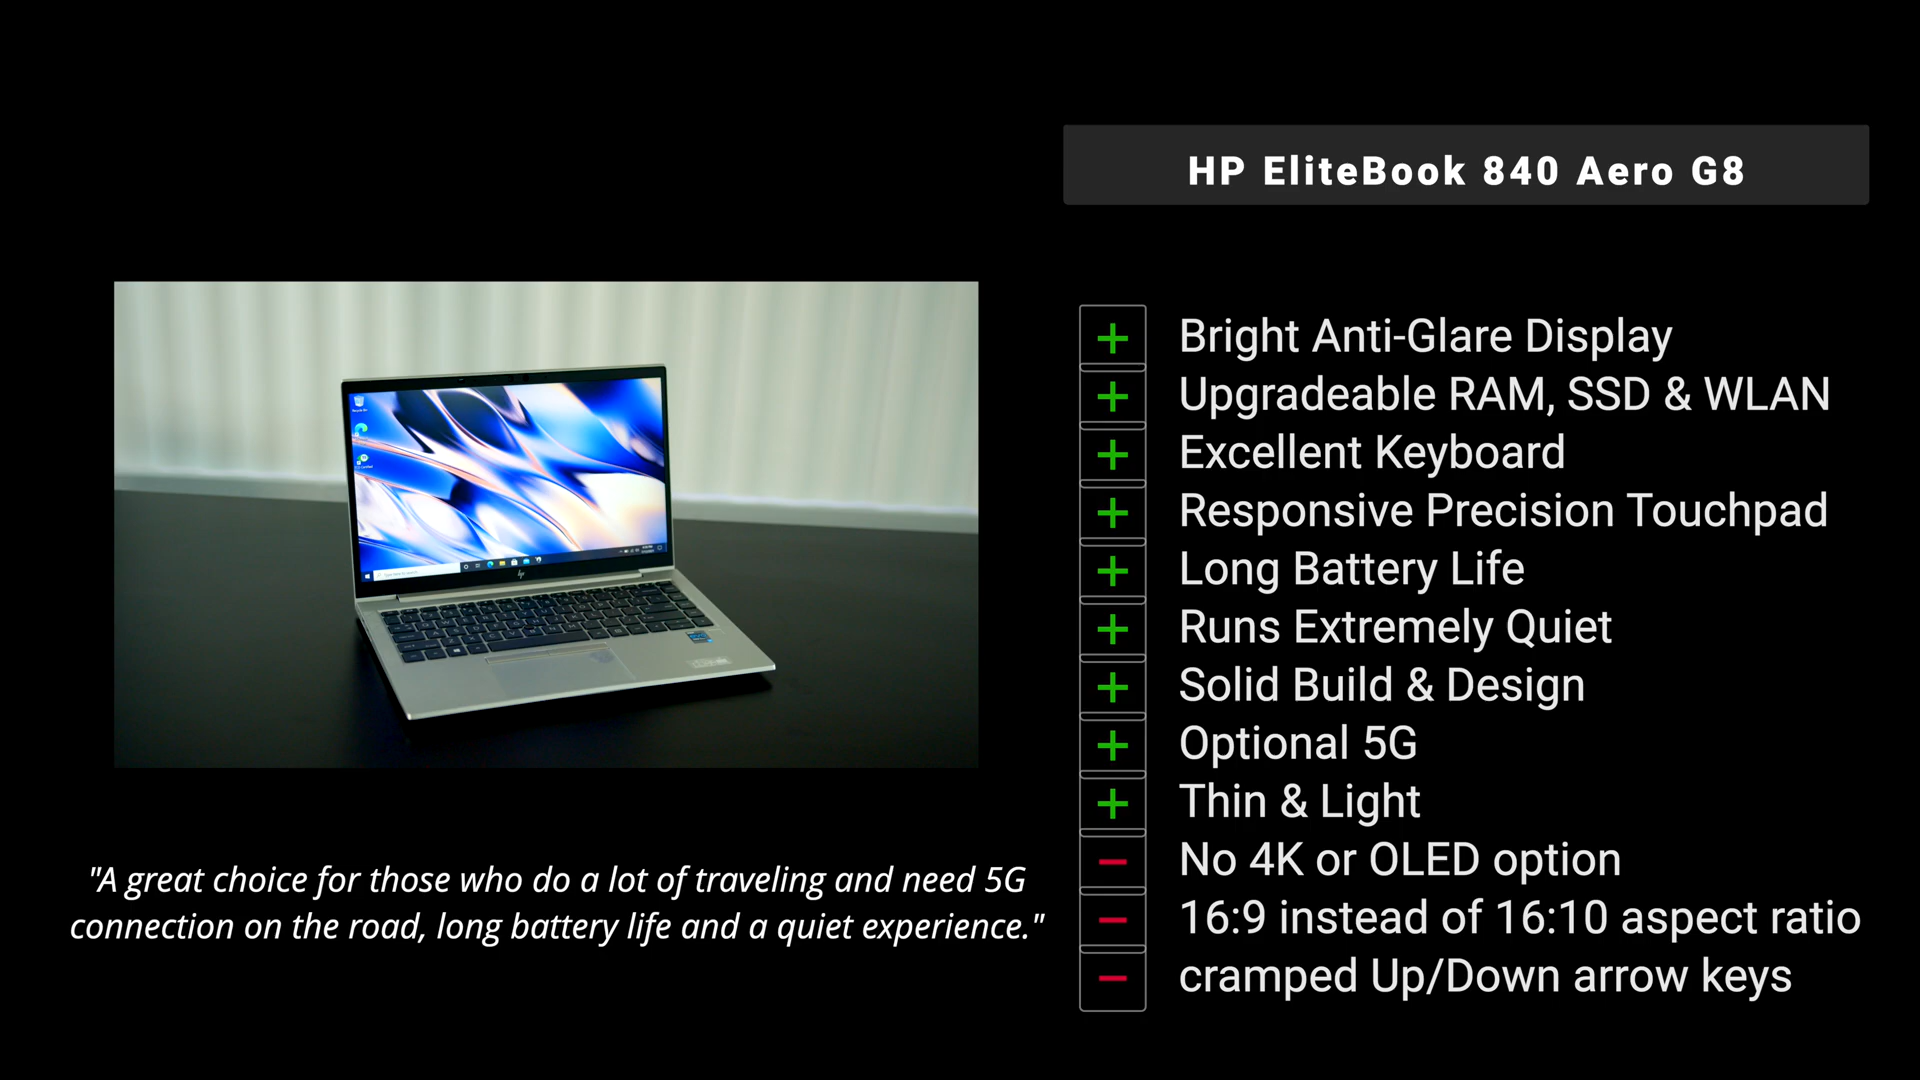 HP EliteBook 840 Aero G8
+ Bright Anti-Glare Display
+ Upgradeable RAM, SSD & WLAN
+ Excellent Keyboard
+ Responsive Precision Touchpad
+ Long Battery Life
+ Runs Extremely Quiet
+ Solid Build & Design
+ Optional 5G
+ Thin & Light
− No 4K or OLED option
− 16:9 instead of 16:10 aspect ratio
− cramped Up/Down arrow keys
hp
"A great choice for those who do a lot of traveling and need 5G
connection on the road, long battery life and a quiet experience."